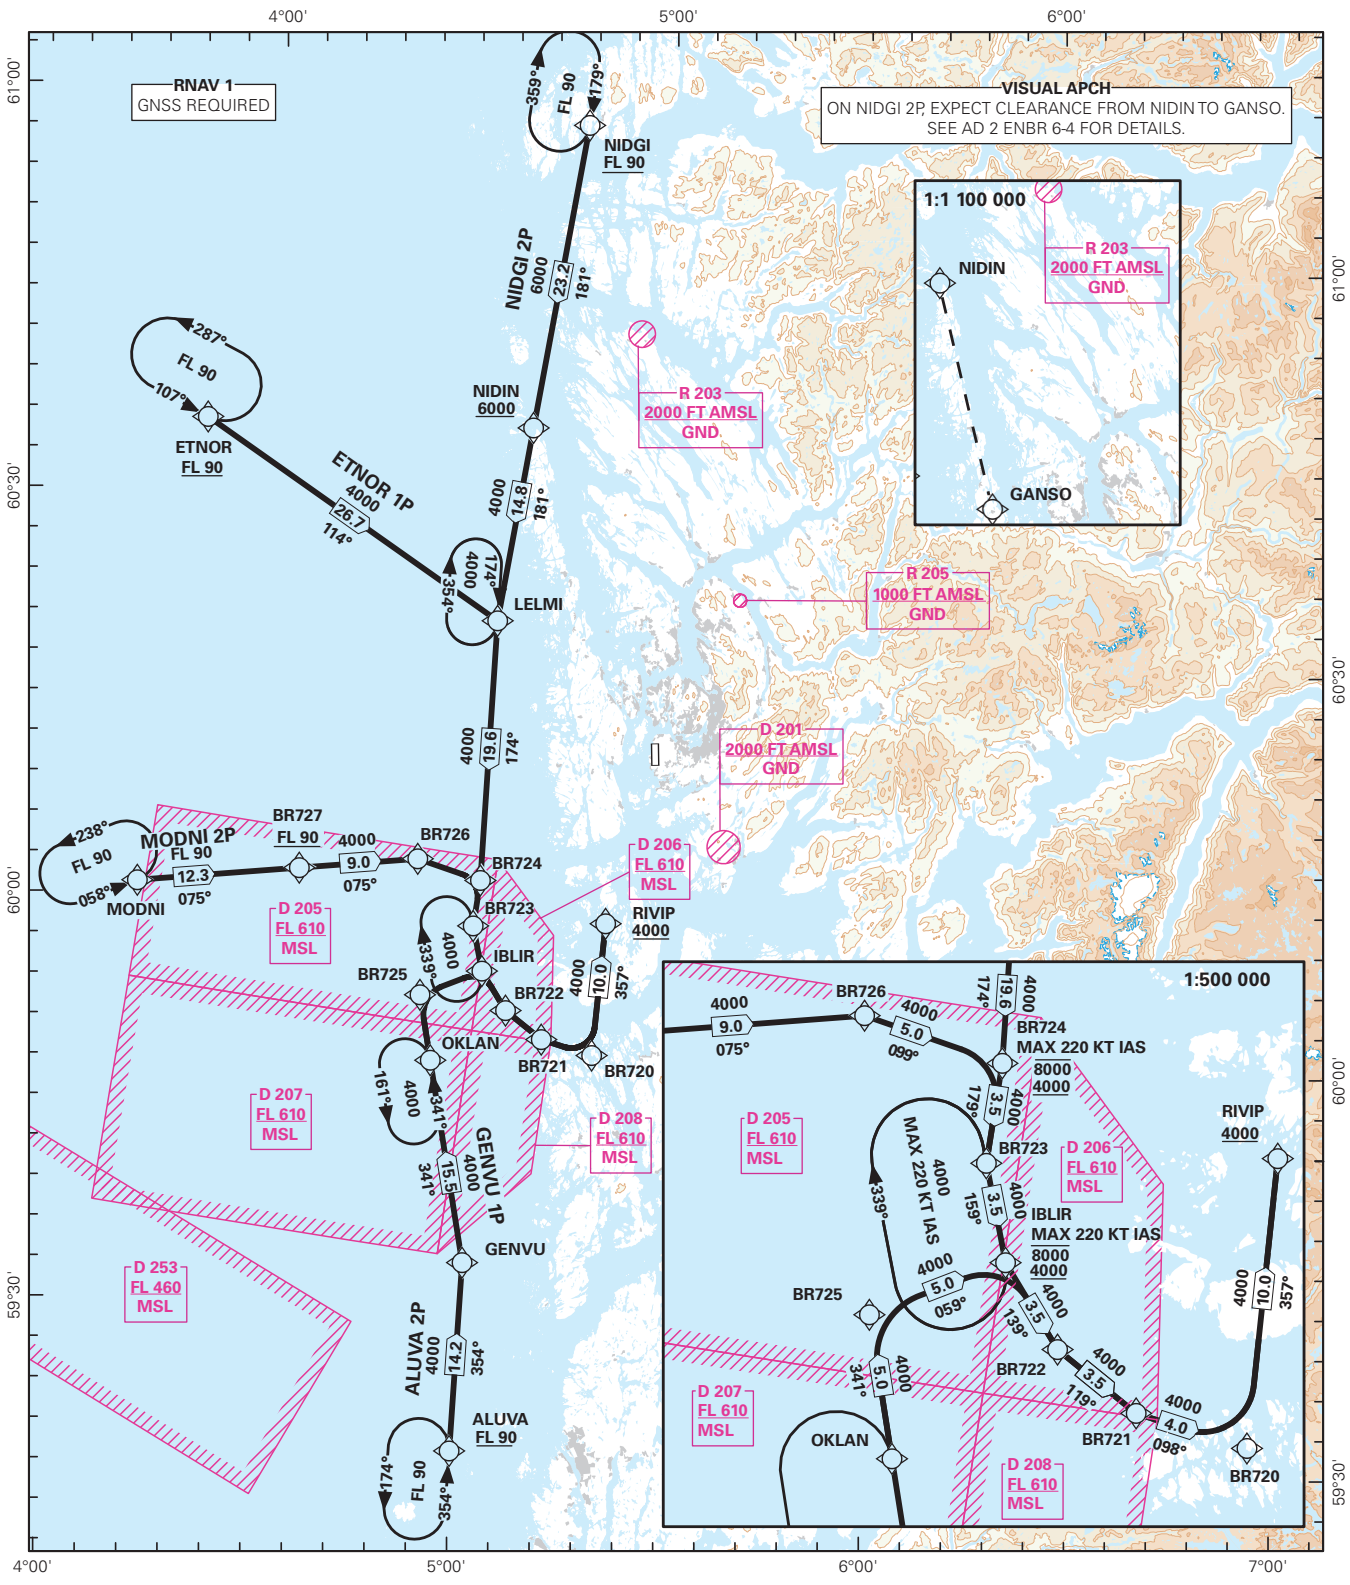 4°00'
5°00'
6°00'
61°00'
RNAV 1
GNSS REQUIRED
VISUAL APCH
ON NIDGI 2P, EXPECT CLEARANCE FROM NIDIN TO GANSO.
SEE AD 2 ENBR 6-4 FOR DETAILS.
359°
FL 90
179°
NIDGI
FL 90
1:1 100 000
R 203
2000 FT AMSL
GND
NIDIN
GANSO
61°00'
NIDGI 2P
6000
23.2
181°
287°
FL 90
107°
ETNOR
FL 90
NIDIN
6000
R 203
2000 FT AMSL
GND
60°30'
ETNOR 1P
4000
26.7
114°
4000
14.8
181°
174°
4000
354°
LELMI
R 205
1000 FT AMSL
GND
60°30'
4000
19.6
174°
D 201
2000 FT AMSL
GND
238°
FL 90
058°
MODNI
MODNI 2P
FL 90
12.3
075°
BR727
FL 90
4000
9.0
075°
BR726
BR724
D 206
FL 610
MSL
60°00'
D 205
FL 610
MSL
BR723
4000
339°
IBLIR
RIVIP
4000
BR725
BR722
4000
10.0
357°
OKLAN
BR721
BR720
161°
4000
341°
D 207
FL 610
MSL
D 208
FL 610
MSL
GENVU 1P
4000
15.5
341°
GENVU
D 253
FL 460
MSL
59°30'
ALUVA 2P
4000
14.2
354°
ALUVA
FL 90
174°
FL 90
354°
1:500 000
4000
9.0
075°
BR726
4000
5.0
099°
174°
19.6
4000
BR724
MAX 220 KT IAS
8000
4000
179°
3.5
4000
60°00'
D 205
FL 610
MSL
MAX 220 KT IAS
4000
339°
BR723
D 206
FL 610
MSL
RIVIP
4000
159°
3.5
4000
IBLIR
MAX 220 KT IAS
8000
4000
4000
5.0
059°
BR725
4000
3.5
139°
4000
10.0
357°
341°
5.0
4000
BR722
4000
3.5
119°
D 207
FL 610
MSL
BR721
4000
4.0
098°
OKLAN
BR720
D 208
FL 610
MSL
59°30'
4°00'
5°00'
6°00'
7°00'